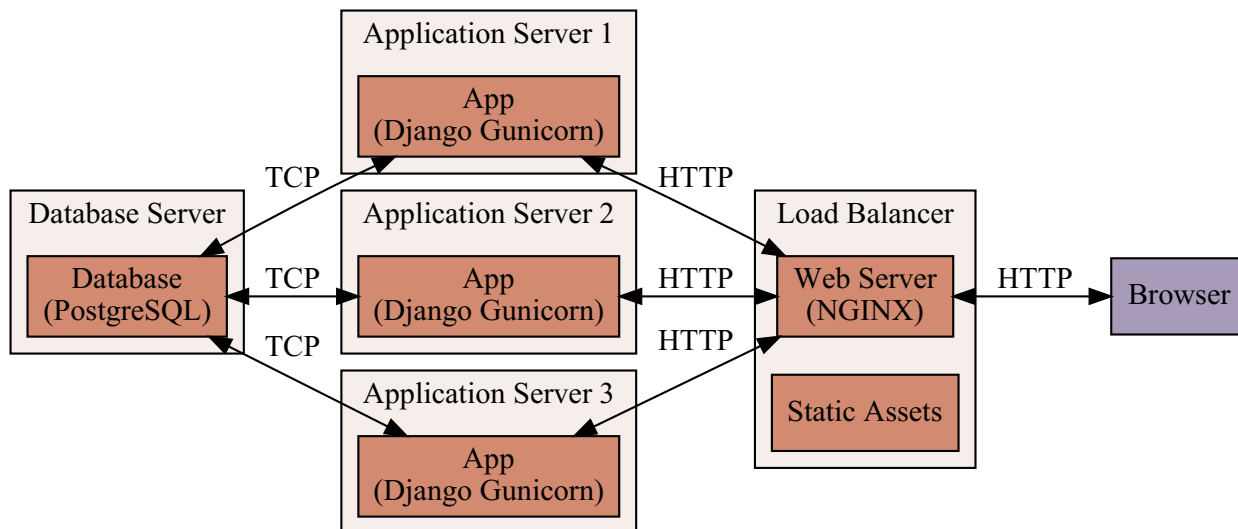 Application Server 1
App
(Django Gunicorn)
TCP
HTTP
Database Server
Database
(PostgreSQL)
TCP
Application Server 2
App
(Django Gunicorn)
HTTP
Load Balancer
Web Server
(NGINX)
HTTP
Browser
TCP
HTTP
Application Server 3
App
(Django Gunicorn)
Static Assets